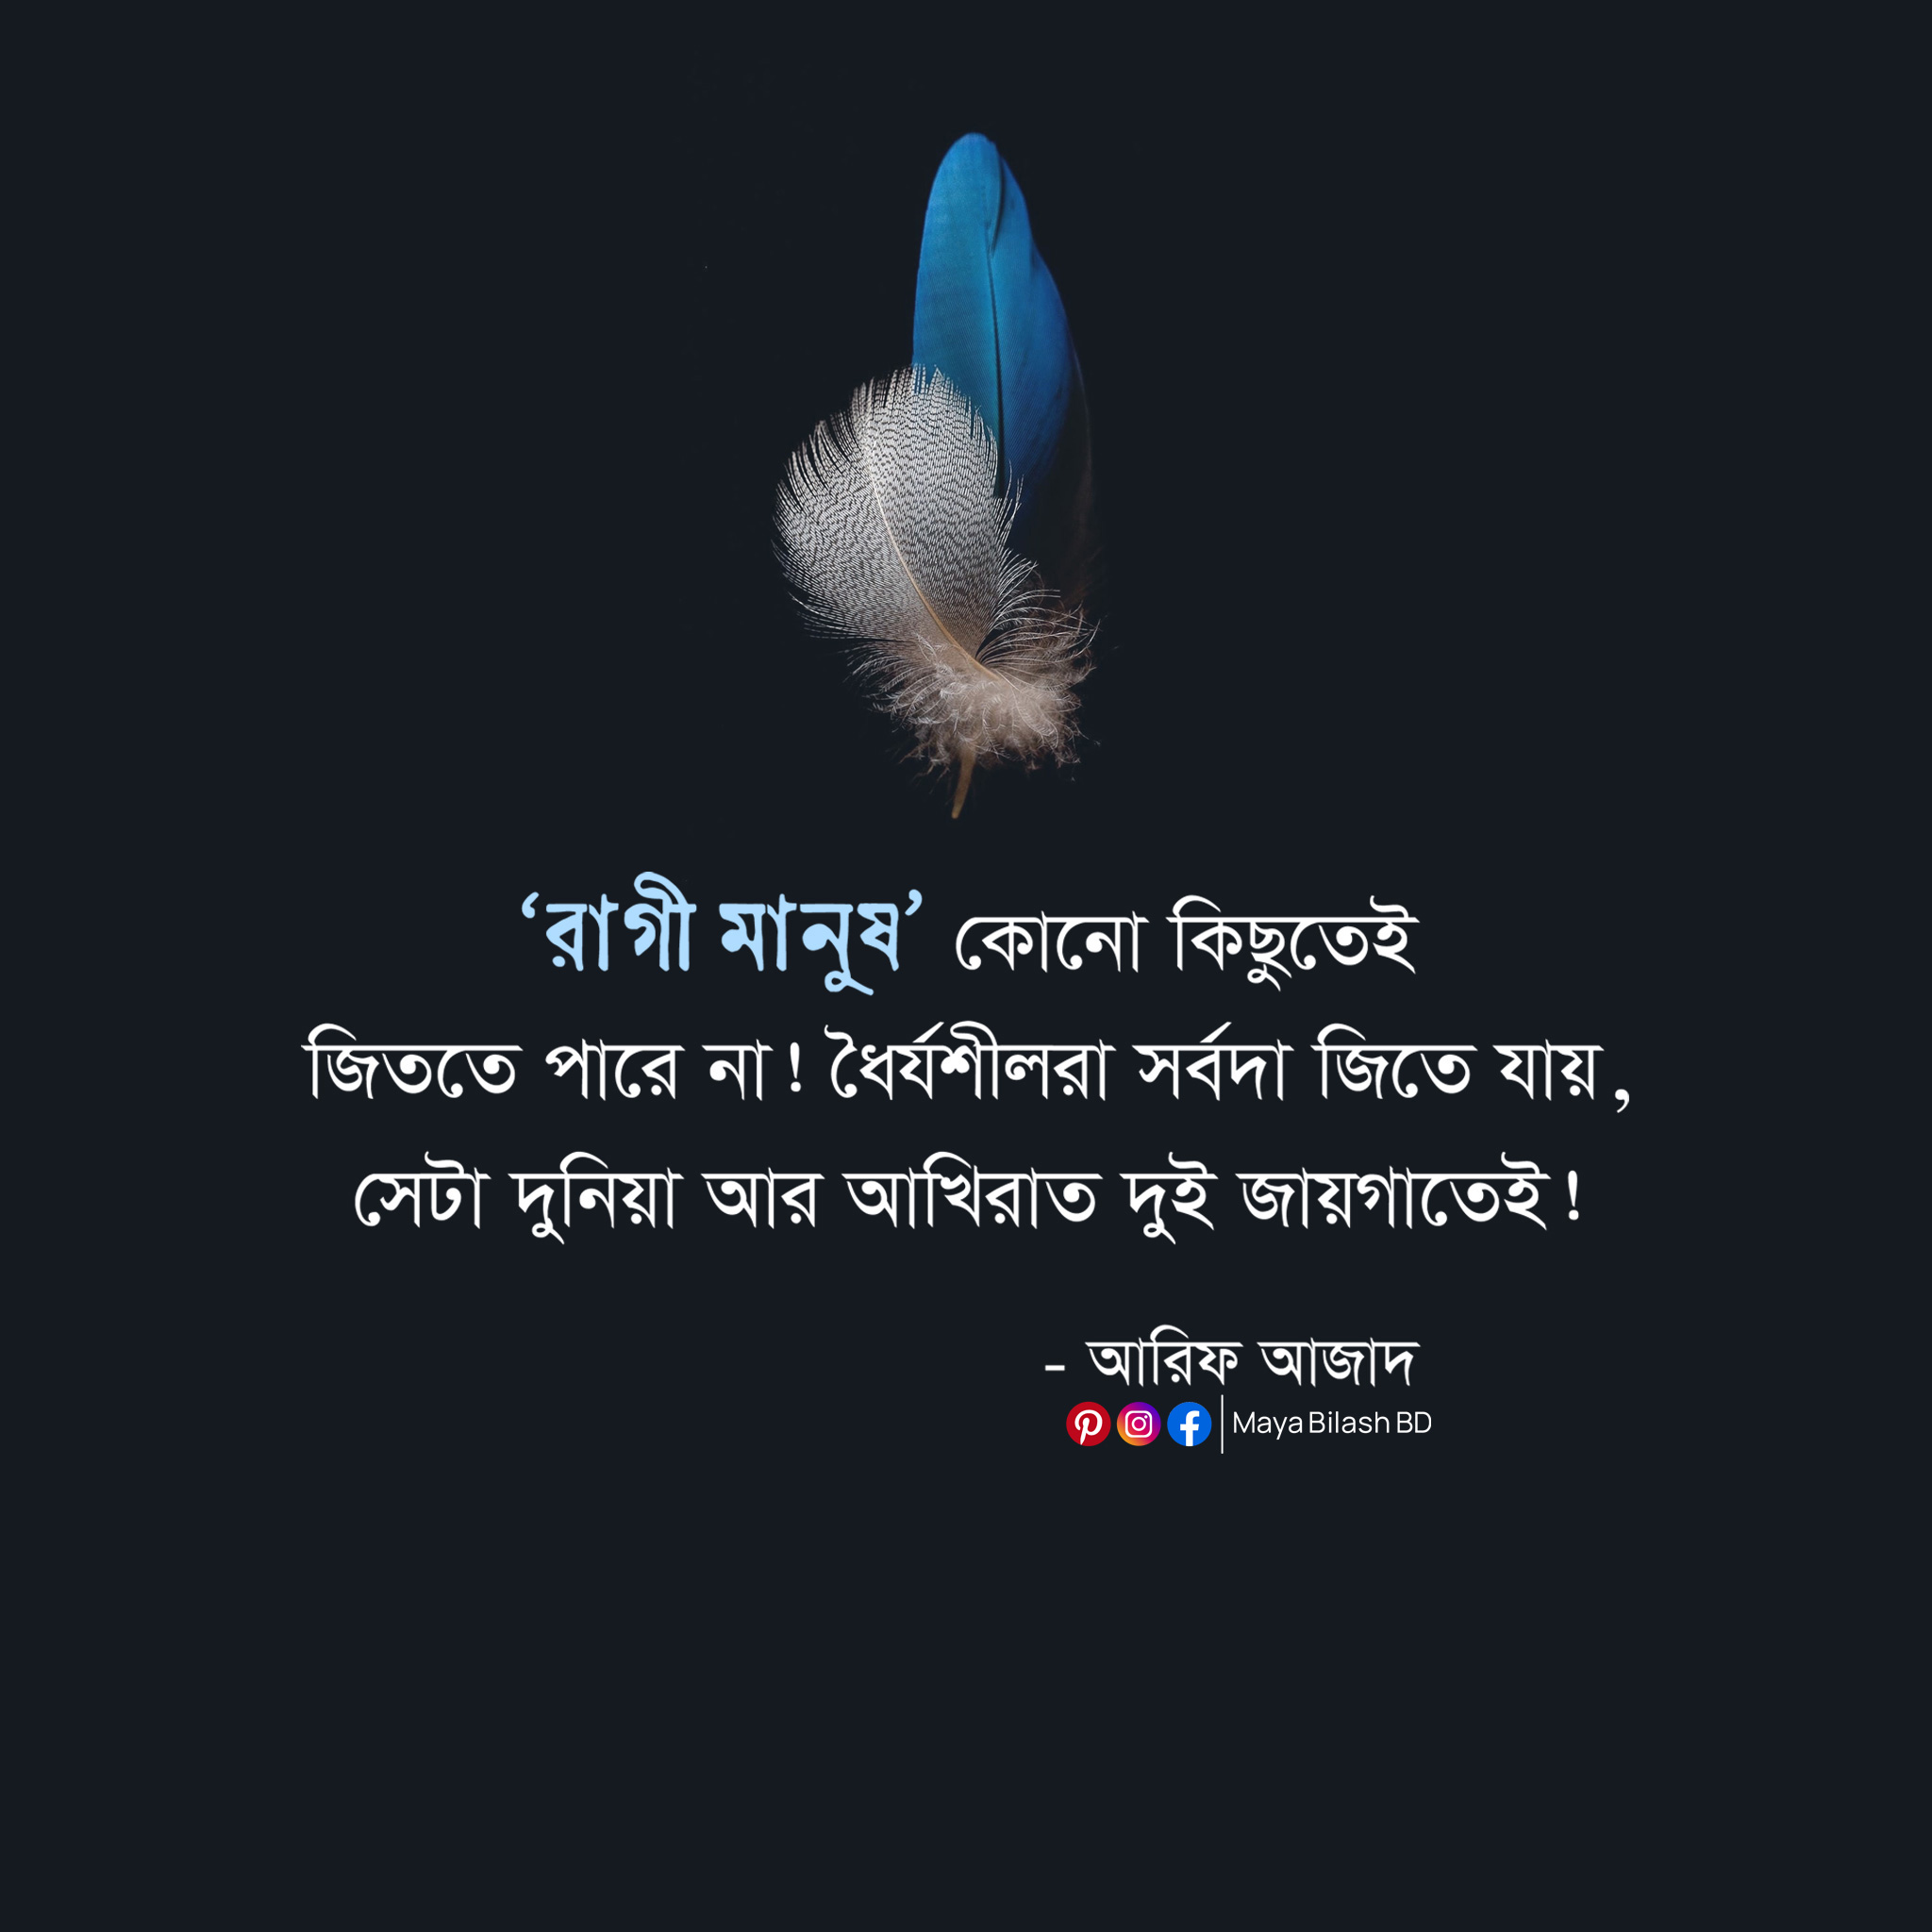 ‘রাগী মানুষ’ কোনো কিছুতেই
জিততে পারে না! ধৈর্যশীলরা সর্বদা জিতে যায়,
সেটা দুনিয়া আর আখিরাত দুই জায়গাতেই!
- আরিফ আজাদ
Maya Bilash BD